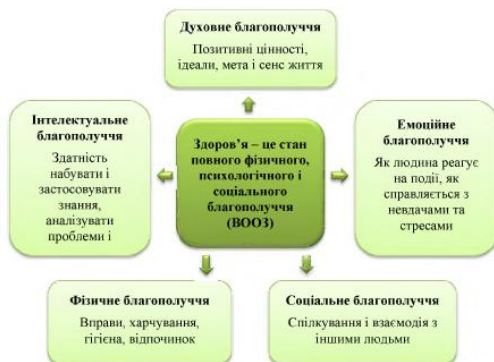 Духовне благополуччя
Позитивні цінності,
ідеали, мета і сенс життя
Інтелектуальне
благополуччя
Здатність
набувати і
застосовувати
знання,
аналізувати
проблеми і
Здоров’я – це стан
повного фізичного,
психологічного і
соціального
благополуччя
(ВООЗ)
Емоційне
благополуччя
Як людина реагує
на події, як
справляється з
невдачами та
стресами
Фізичне благополуччя
Вправи, харчування,
гігієна, відпочинок
Соціальне благополуччя
Спілкування і взаємодія з
іншими людьми